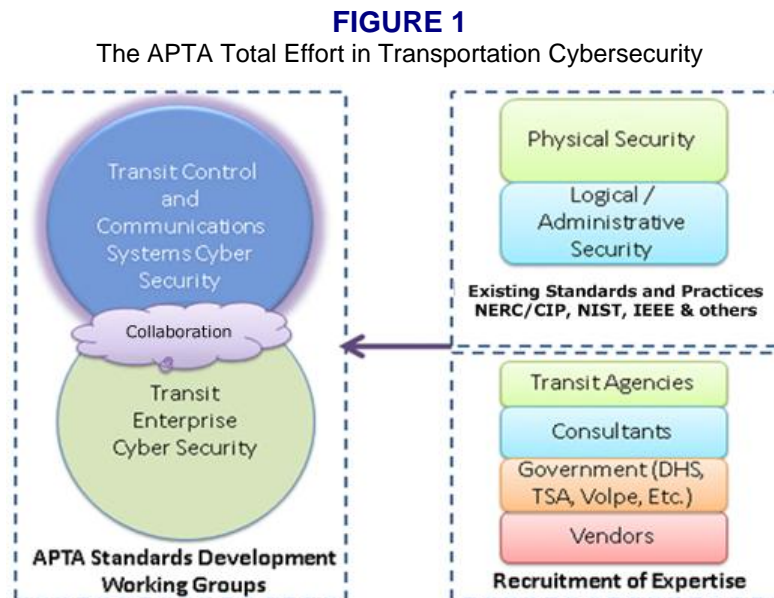 FIGURE 1
The APTA Total Effort in Transportation Cybersecurity
Transit Control
and
Communications
Systems Cyber
Security
Collaboration
Transit
Enterprise
Cyber Security
APTA Standards Development
Working Groups
Physical Security
Logical /
Administrative
Security
Existing Standards and Practices
NERC/CIP, NIST, IEEE & others
Transit Agencies
Consultants
Government (DHS,
TSA, Volpe, Etc.)
Vendors
Recruitment of Expertise